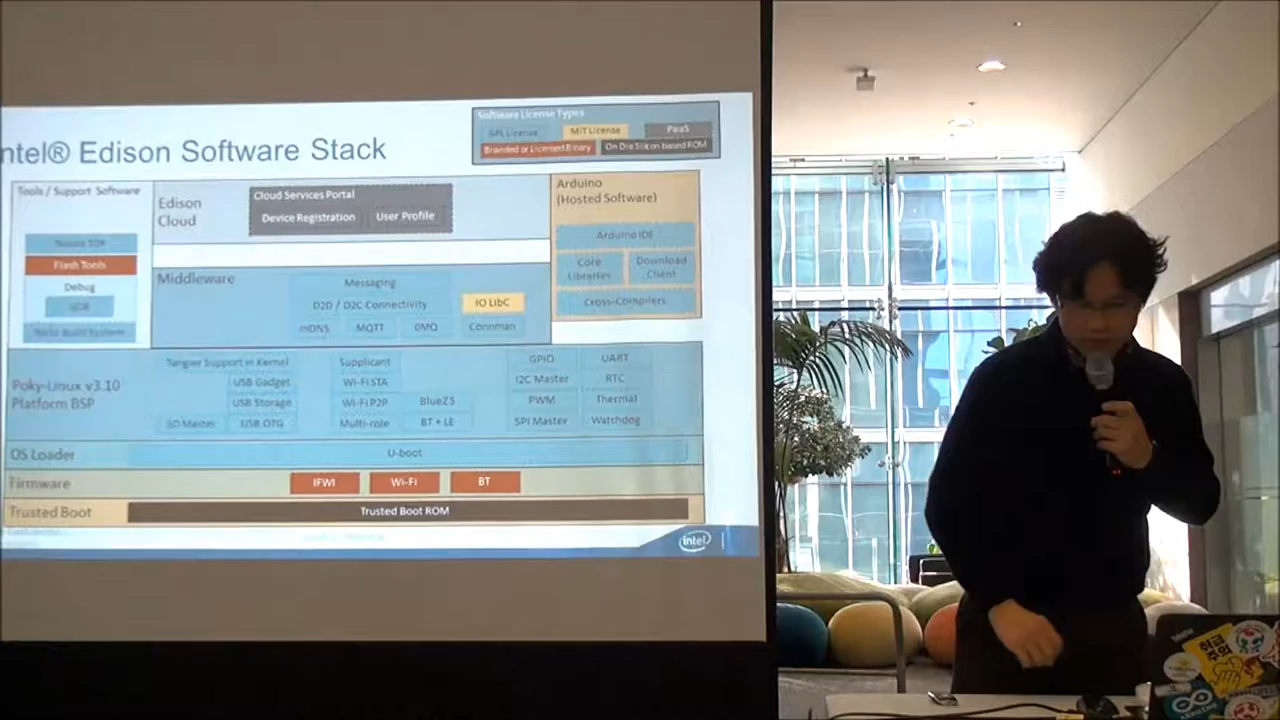 ntel® Edison Software Stack
Software License Types
GPL License
MIT License
PaaS
Branded or Licensed Binary
On Die Silicon based ROM
Tools / Support Software
Flash Tools
Debug
GDB
Edison
Cloud
Cloud Services Portal
Device Registration
User Profile
Arduino
(Hosted Software)
Arduino IDE
Core
Libraries
Download
Client
Cross-Compilers
Middleware
Messaging
D2D / D2C Connectivity
IO LibC
mDNS
MQTT
0MQ
Connman
Poky-Linux v3.10
Platform BSP
Tangier Support in Kernel
USB Gadget
USB Storage
SD Master
USB OTG
Supplicant
Wi-Fi STA
Wi-Fi P2P
Multi-role
BlueZ5
BT + LE
GPIO
UART
I2C Master
RTC
PWM
Thermal
SPI Master
Watchdog
OS Loader
U-boot
Firmware
IFWI
Wi-Fi
BT
Trusted Boot
Trusted Boot ROM
intel
취급
주의